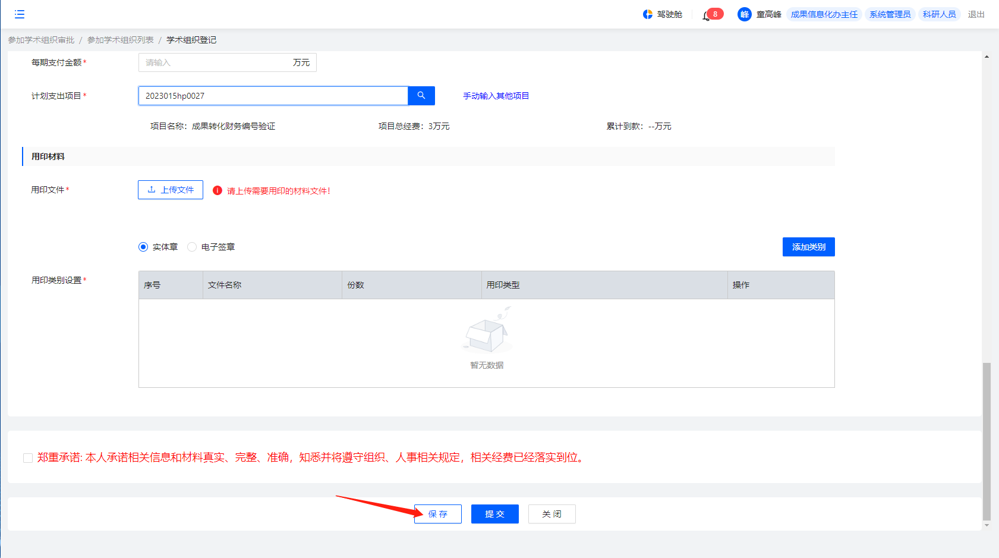 驾驶舱 8 峰 童高峰 成果信息化办主任 系统管理员 科研人员 退出
参加学术组织审批 / 参加学术组织列表 / 学术组织登记
每期支付金额* 请输入 万元
计划支出项目* 2023015hp0027 手动输入其他项目
项目名称：成果转化财务编号验证 项目总经费：3万元 累计到款：--万元
用印材料
用印文件* 上传文件 请上传需要用印的材料文件！
实体章 电子签章 添加类别
用印类别设置*
序号 文件名称 份数 用印类型 操作
暂无数据
郑重承诺: 本人承诺相关信息和材料真实、完整、准确，知悉并将遵守组织、人事相关规定，相关经费已经落实到位。
保存 提交 关闭